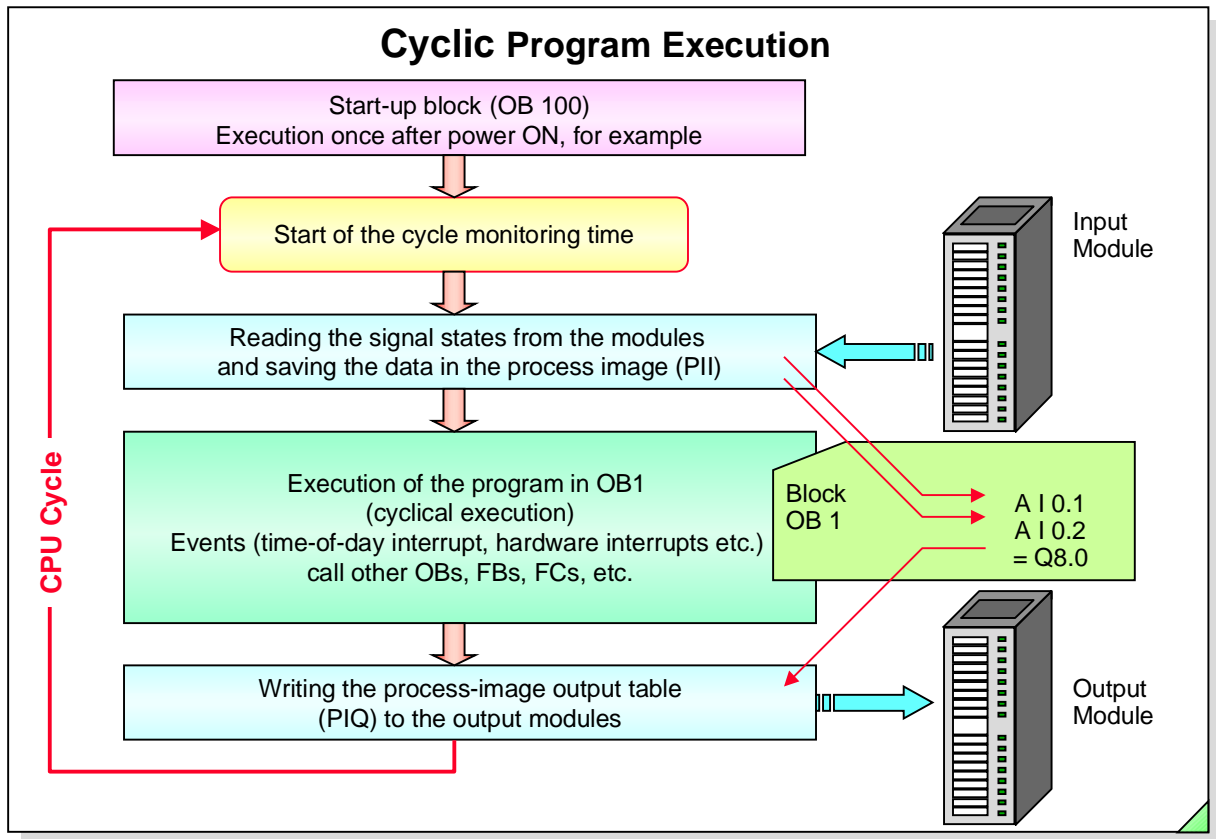 Cyclic Program Execution
Start-up block (OB 100)
Execution once after power ON, for example
Start of the cycle monitoring time
Input
Module
Reading the signal states from the modules
and saving the data in the process image (PII)
CPU Cycle
Execution of the program in OB1
(cyclical execution)
Events (time-of-day interrupt, hardware interrupts etc.)
call other OBs, FBs, FCs, etc.
Block
OB 1
A I 0.1
A I 0.2
= Q8.0
Writing the process-image output table
(PIQ) to the output modules
Output
Module